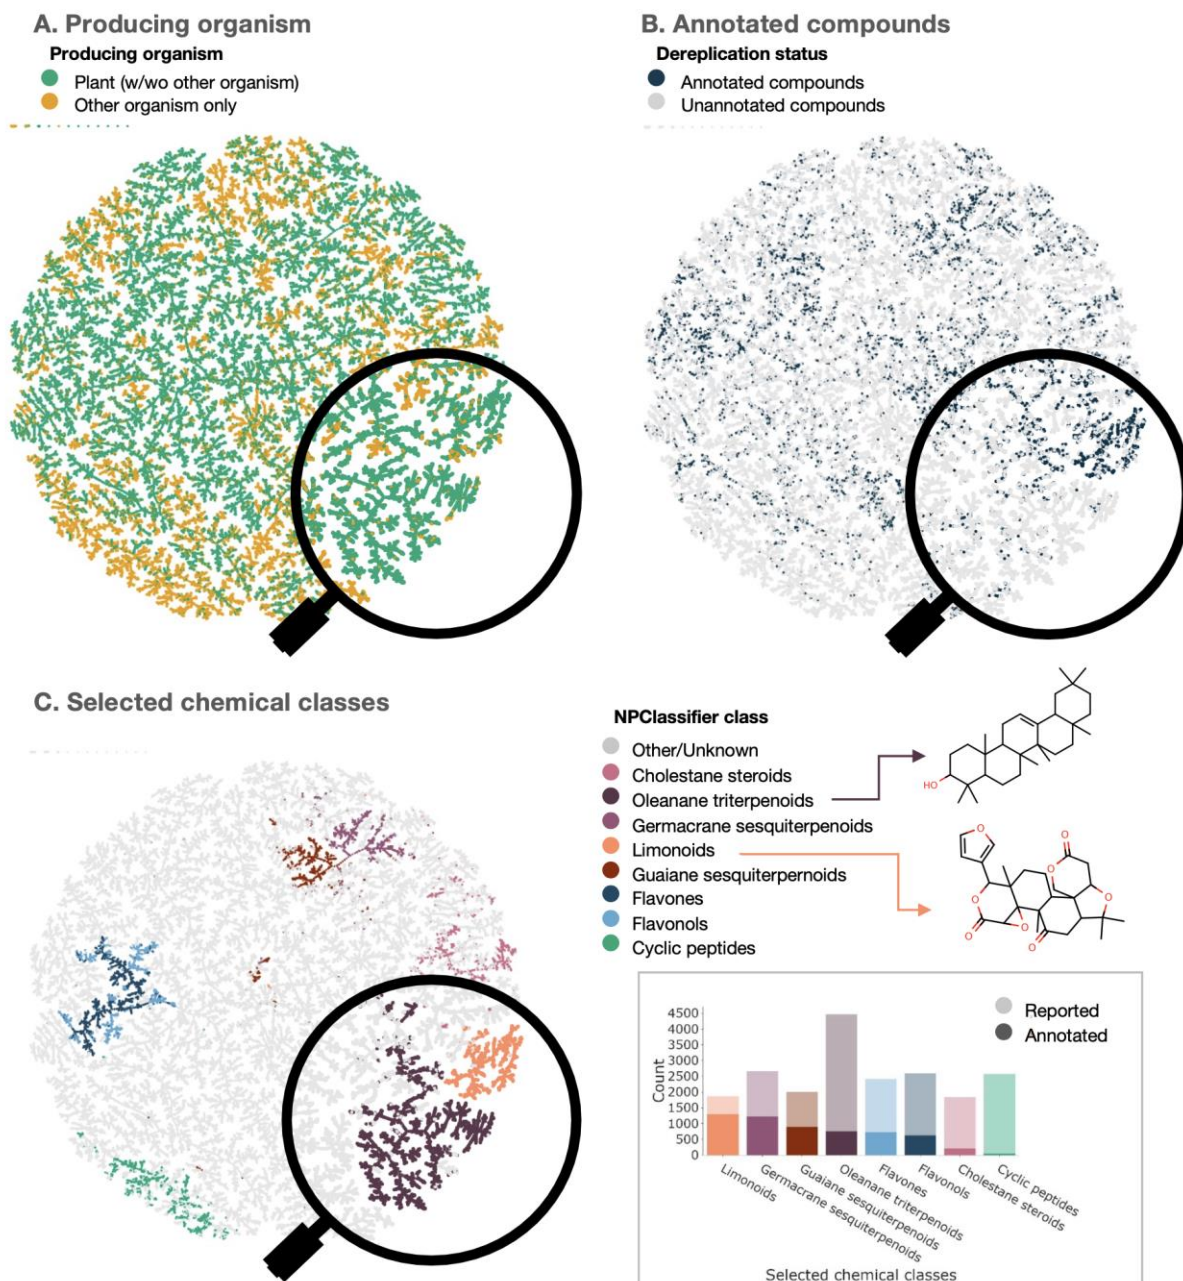 A. Producing organism
Producing organism
Plant (w/wo other organism)
Other organism only
B. Annotated compounds
Dereplication status
Annotated compounds
Unannotated compounds
C. Selected chemical classes
NPClassifier class
Other/Unknown
Cholestane steroids
Oleanane triterpenoids
Germacrane sesquiterpenoids
Limonoids
Guaiane sesquiterpernoids
Flavones
Flavonols
Cyclic peptides
HO
O
O
O
O
O
O
O
O
Reported
Annotated
Count
4500
4000
3500
3000
2500
2000
1500
1000
500
0
Limonoids
Germacrane sesquiterpenoids
Guaiane sesquiterpenoids
Oleanane triterpenoids
Flavones
Flavonols
Cholestane steroids
Cyclic peptides
Selected chemical classes